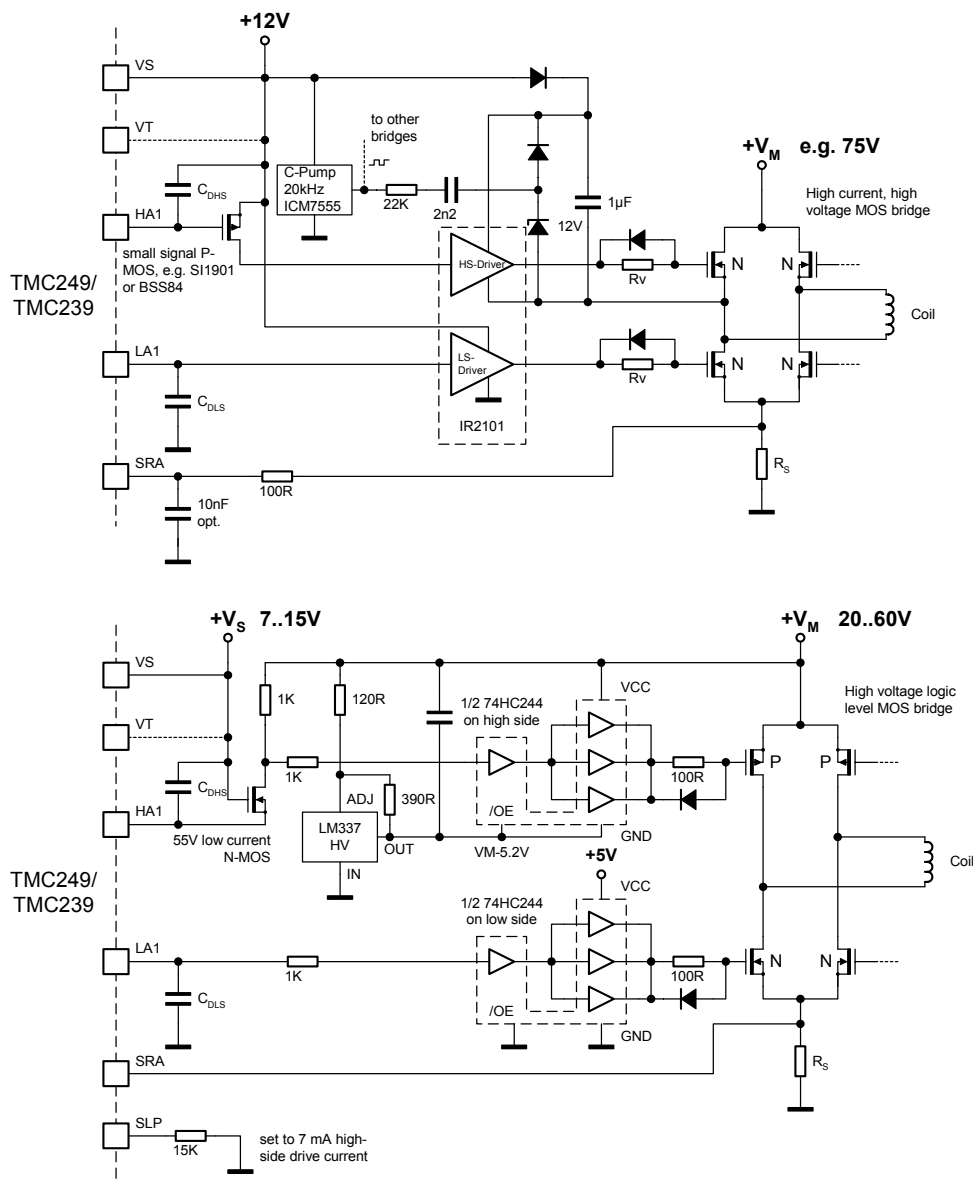 +12V
VS
VT
to other
bridges
+VM e.g. 75V
C-Pump
20kHz
ICM7555
CDHS
22K
2n2
12V
1µF
High current, high
voltage MOS bridge
HA1
small signal P-
MOS, e.g. SI1901
or BSS84
HS-Driver
Rv
N
N
TMC249/
TMC239
Coil
LA1
LS-
Driver
Rv
N
N
CDLS
IR2101
SRA
100R
RS
10nF
opt.
+VS 7..15V
+VM 20..60V
VS
1K
120R
1/2 74HC244
on high side
VCC
High voltage logic
level MOS bridge
VT
1K
100R
P
P
CDHS
ADJ
390R
/OE
HA1
LM337
HV
OUT
GND
55V low current
N-MOS
VM-5.2V
IN
+5V
Coil
TMC249/
TMC239
1/2 74HC244
on low side
VCC
LA1
1K
100R
N
N
CDLS
/OE
GND
SRA
RS
SLP
15K
set to 7 mA high-
side drive current